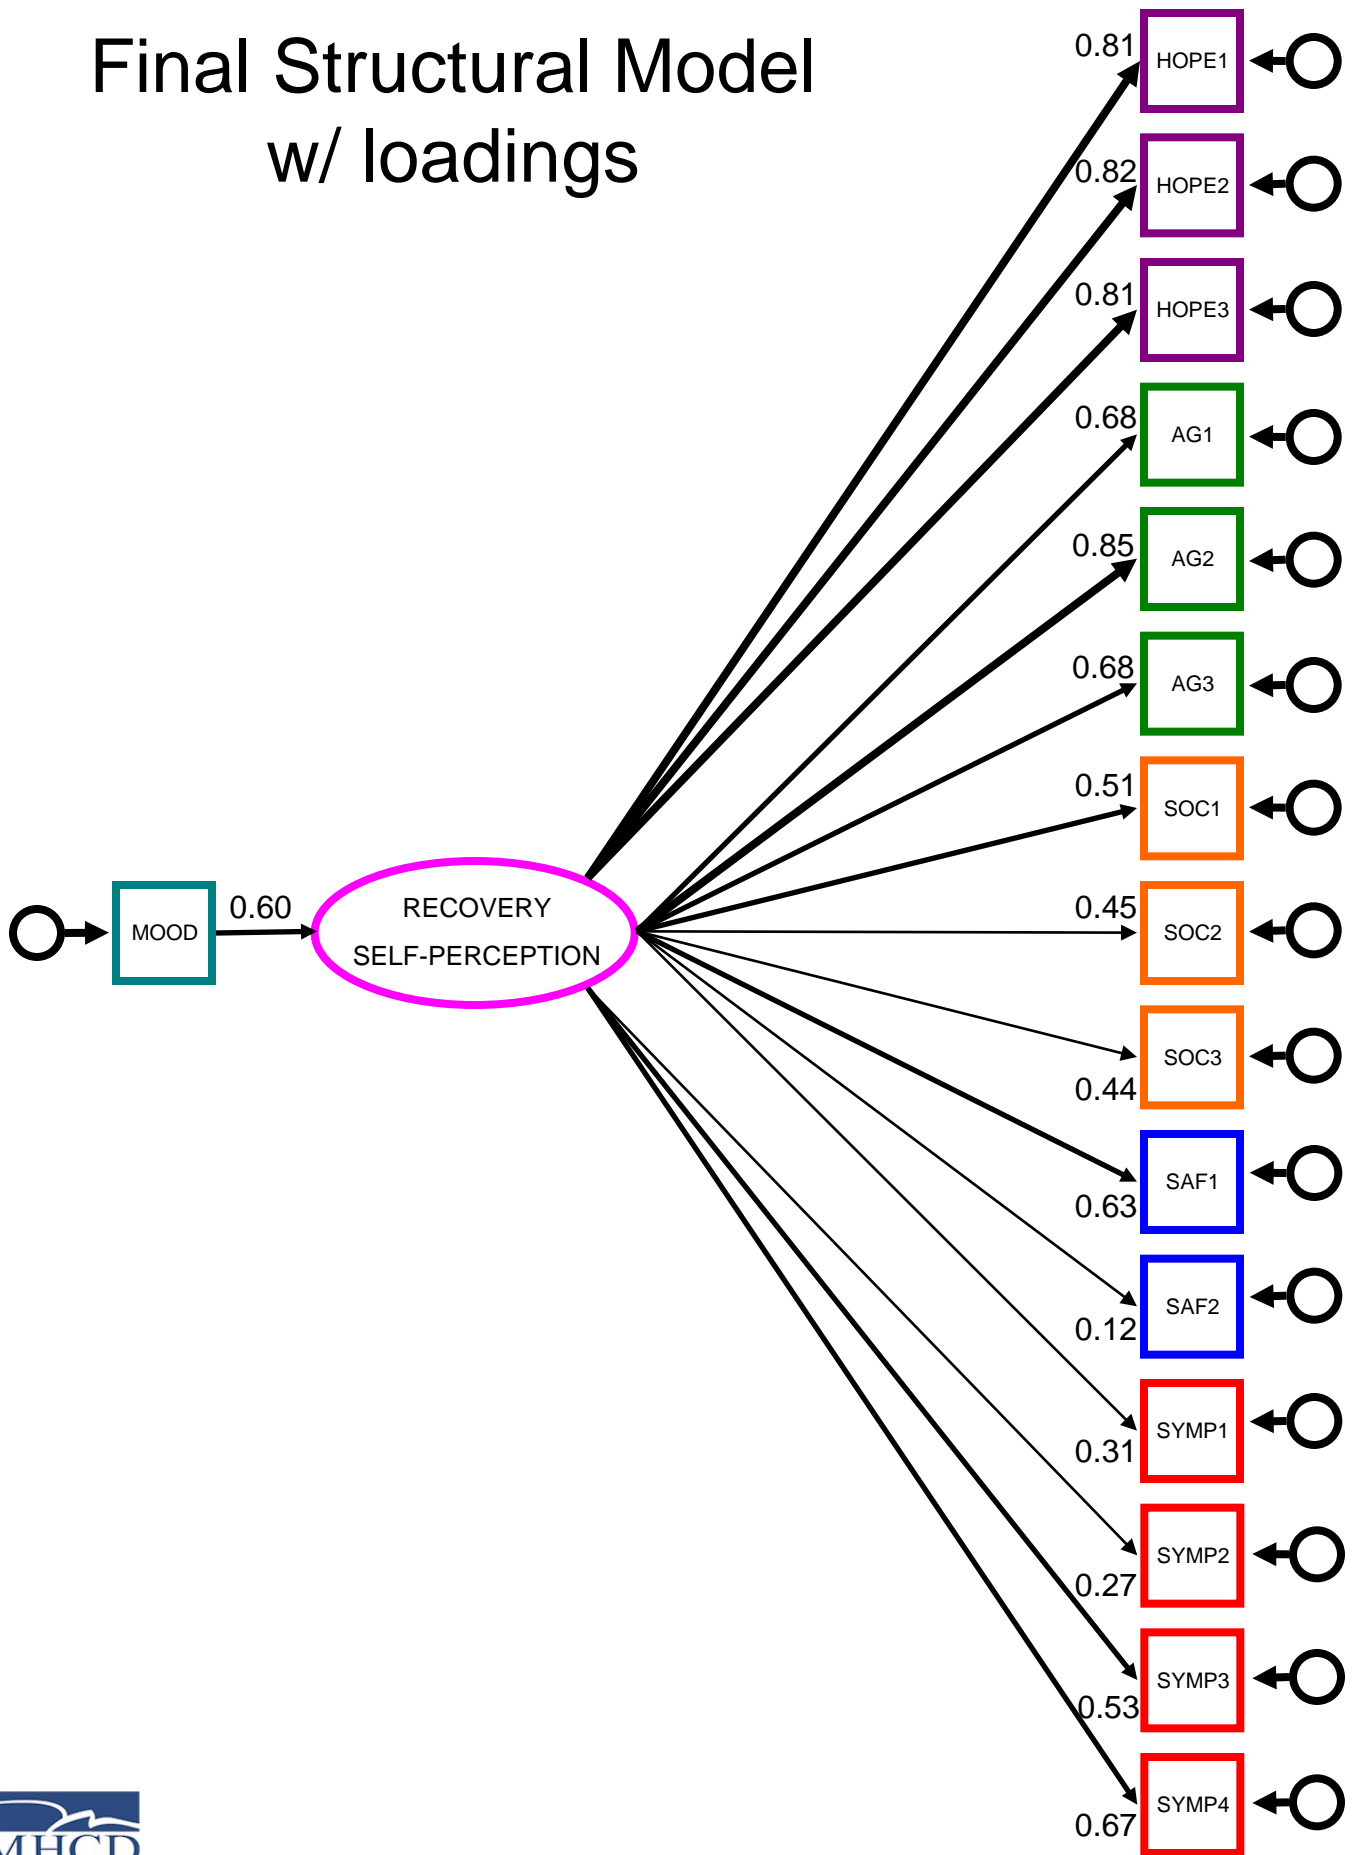 Final Structural Model
w/ loadings
0.81
HOPE1
0.82
HOPE2
0.81
HOPE3
0.68
AG1
0.85
AG2
0.68
AG3
0.51
SOC1
0.45
SOC2
SOC3
0.44
SAF1
0.63
SAF2
0.12
SYMP1
0.31
SYMP2
0.27
SYMP3
0.53
SYMP4
0.67
MOOD
0.60
RECOVERY
SELF-PERCEPTION
MHCD